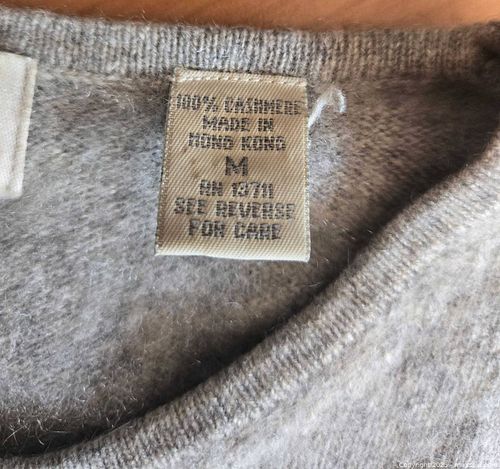 100% CASHMERE
MADE IN
HONG KONG
M
RN 13711
SEE REVERSE
FOR CARE